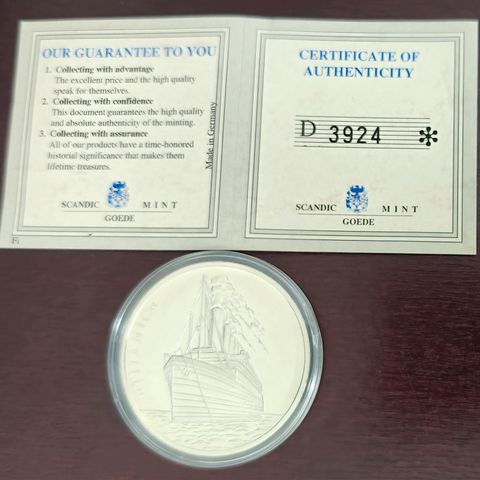 OUR GUARANTEE TO YOU
1. Collecting with advantage
The excellent price and the high quality
speak for themselves.
2. Collecting with confidence
This document guarantees the high quality
and absolute authenticity of the minting.
3. Collecting with assurance
All of our products have a time-honored
historial significance that makes them
lifetime treasures.
Made in Germany
SCANDIC MINT
GOEDE
CERTIFICATE OF
AUTHENTICITY
D 3924 *
SCANDIC MINT
GOEDE